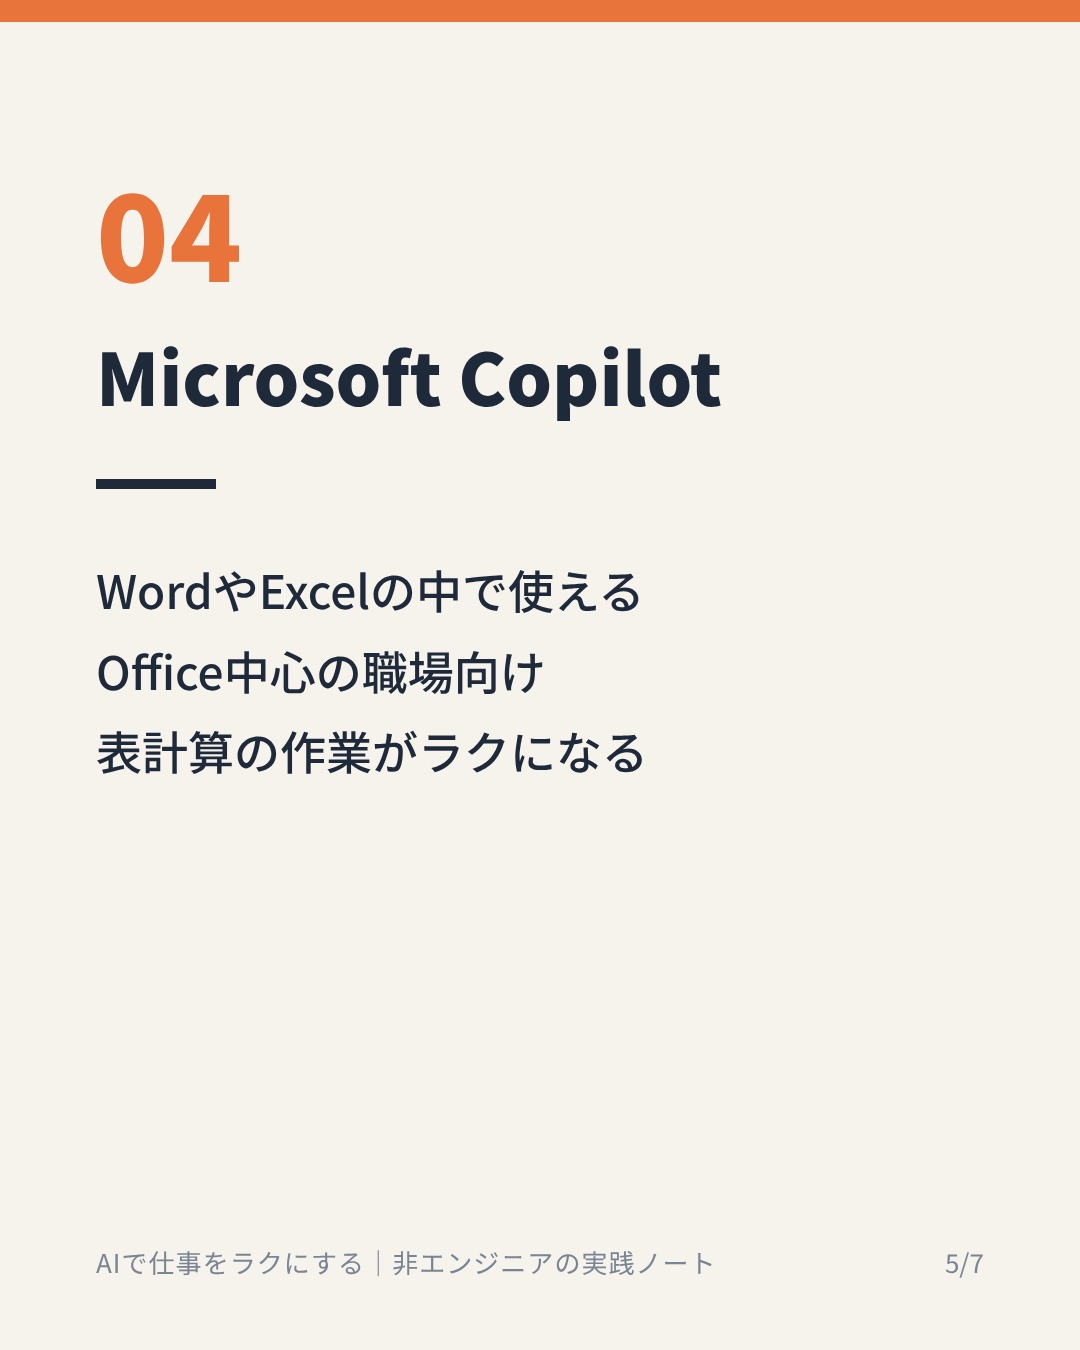 04
Microsoft Copilot
WordやExcelの中で使える
Office中心の職場向け
表計算の作業がラクになる
AIで仕事をラクにする｜非エンジニアの実践ノート
5/7